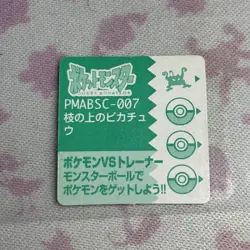 ポケットモンスター
PMABSC-007
枝の上のピカチュ
ウ
ポケモンVSトレーナー
モンスターボールで
ポケモンをゲットしよう!!